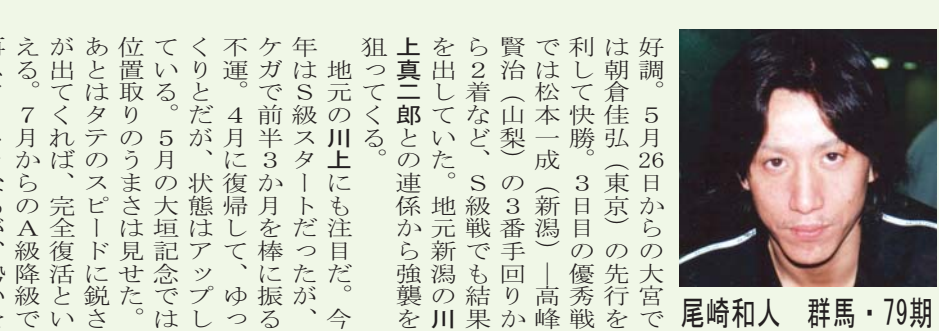 好調。５月26日からの大宮で
は朝倉佳弘（東京）の先行を
利して快勝。３日目の優秀戦
では松本一成（新潟）―高峰
賢治（山梨）の３番手回りか
ら２着など、Ｓ級戦でも結果
を出していた。地元新潟の川
上真二郎との連係から強襲を
狙ってくる。
　地元の川上にも注目だ。今
年はＳ級スタートだったが、
ケガで前半３か月を棒に振る
不運。４月に復帰して、ゆっ
くりとだが、状態はアップし
ている。５月の大垣記念では
位置取りのうまさは見せた。
あとはタテのスピードに鋭さ
が出てくれば、完全復活とい
える。７月からのＡ級降級で
尾崎和人　群馬・79期